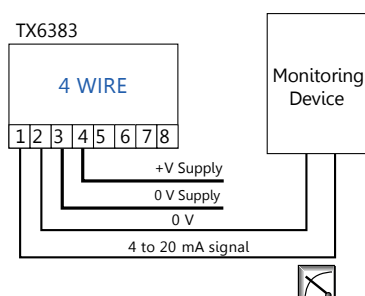 TX6383
4 WIRE
Monitoring
Device
1 2 3 4 5 6 7 8
+V Supply
0 V Supply
0 V
4 to 20 mA signal